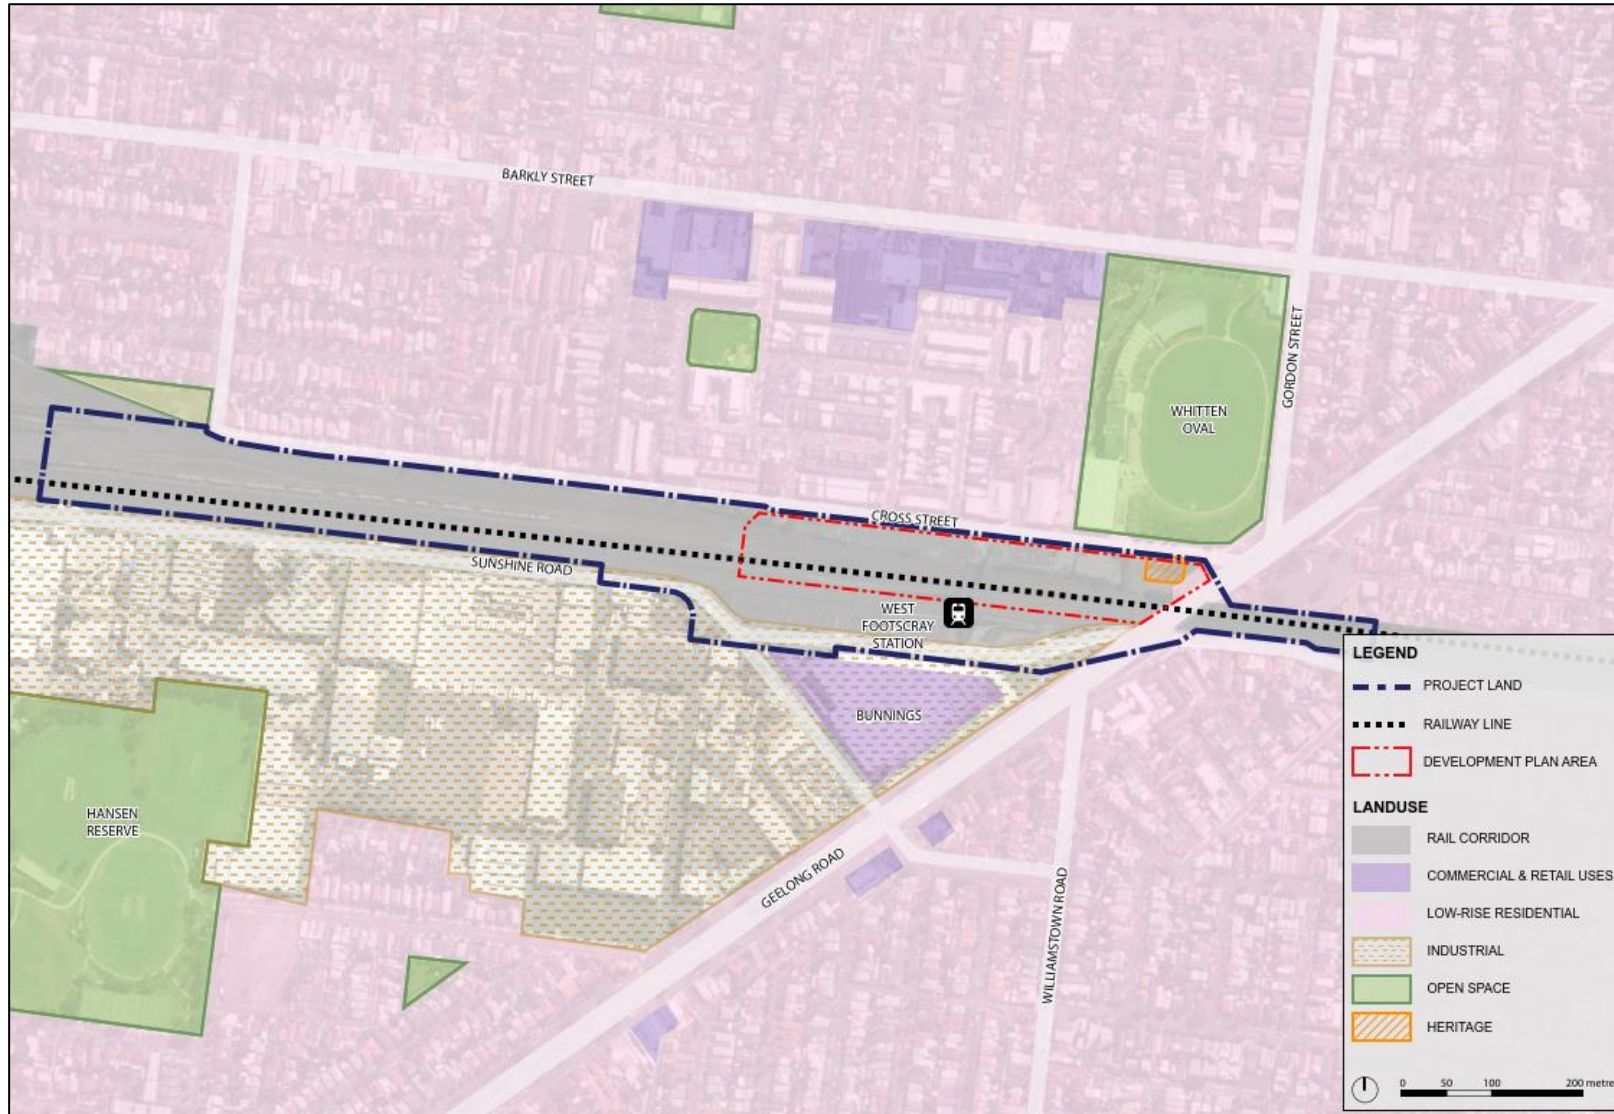 BARKLY STREET
GORDON STREET
WHITTEN
OVAL
CROSS STREET
SUNSHINE ROAD
WEST
FOOTSCRAY
STATION
BUNNINGS
HANSEN
RESERVE
GEELONG ROAD
WILLIAMSTOWN ROAD
LEGEND
PROJECT LAND
RAILWAY LINE
DEVELOPMENT PLAN AREA
LANDUSE
RAIL CORRIDOR
COMMERCIAL & RETAIL USES
LOW-RISE RESIDENTIAL
INDUSTRIAL
OPEN SPACE
HERITAGE
0 50 100 200 metre